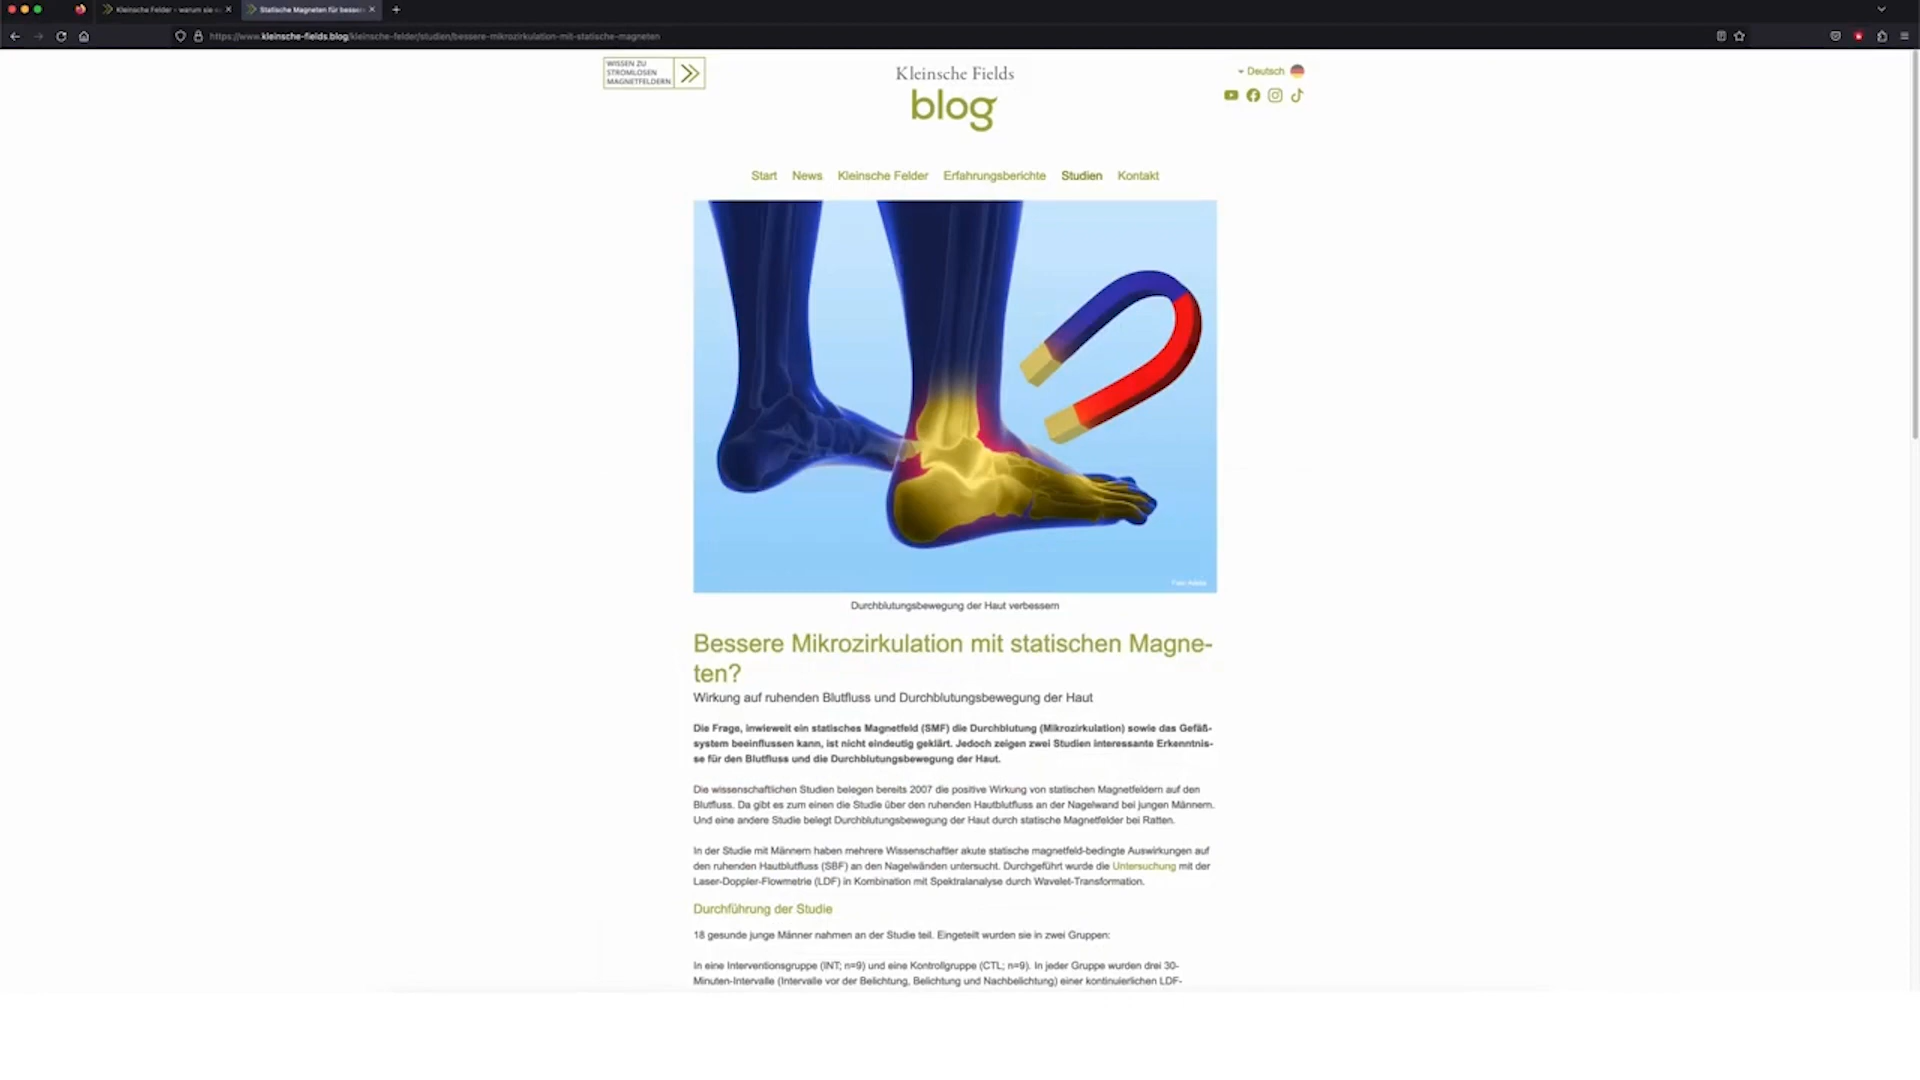 Kleinsche Felder - warum sie
Statische Magneten für besser
https://www.kleinsche-fields.blog/kleinsche-felder/studien/bessere-mikrozirkulation-mit-statische-magneten
WISSEN ZU
STROMLOSEN
MAGNETFELDERN
Kleinsche Fields
blog
Deutsch
Start News Kleinsche Felder Erfahrungsberichte Studien Kontakt
Durchblutungsbewegung der Haut verbessern
Bessere Mikrozirkulation mit statischen Magne-
ten?
Wirkung auf ruhenden Blutfluss und Durchblutungsbewegung der Haut
Die Frage, inwieweit ein statisches Magnetfeld (SMF) die Durchblutung (Mikrozirkulation) sowie das Gefäß-
system beeinflussen kann, ist nicht eindeutig geklärt. Jedoch zeigen zwei Studien interessante Erkenntnis-
se für den Blutfluss und die Durchblutungsbewegung der Haut.
Die wissenschaftlichen Studien belegen bereits 2007 die positive Wirkung von statischen Magnetfeldern auf den
Blutfluss. Da gibt es zum einen die Studie über den ruhenden Hautblutfluss an der Nagelwand bei jungen Männern.
Und eine andere Studie belegt Durchblutungsbewegung der Haut durch statische Magnetfelder bei Ratten.
In der Studie mit Männern haben mehrere Wissenschaftler akute statische magnetfeld-bedingte Auswirkungen auf
den ruhenden Hautblutfluss (SBF) an den Nagelwänden untersucht. Durchgeführt wurde die Untersuchung mit der
Laser-Doppler-Flowmetrie (LDF) in Kombination mit Spektralanalyse durch Wavelet-Transformation.
Durchführung der Studie
18 gesunde junge Männer nahmen an der Studie teil. Eingeteilt wurden sie in zwei Gruppen:
In eine Interventionsgruppe (INT; n=9) und eine Kontrollgruppe (CTL; n=9). In jeder Gruppe wurden drei 30-
Minuten-Intervalle (Intervalle vor der Belichtung, Belichtung und Nachbelichtung) einer kontinuierlichen LDF-